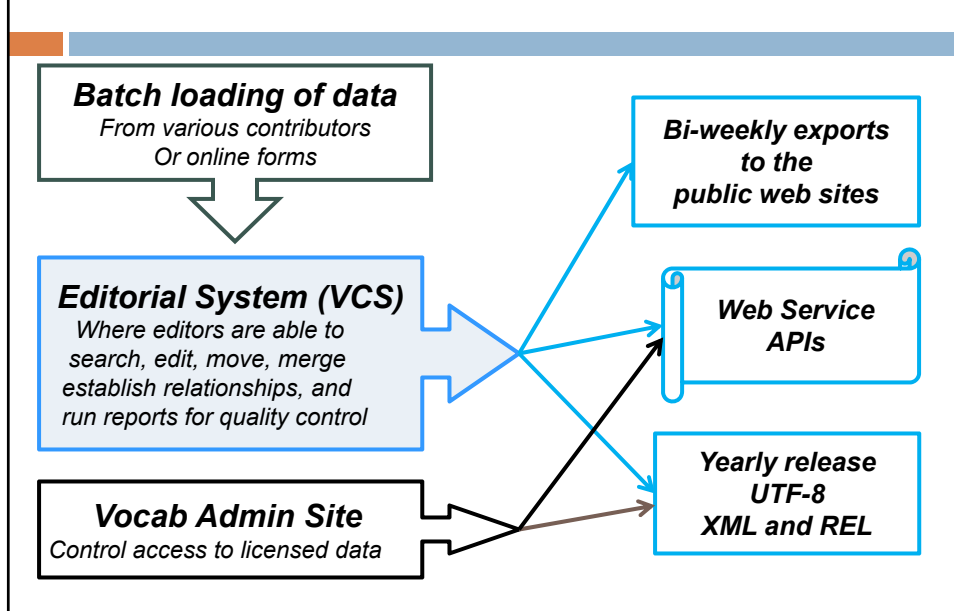 Batch loading of data
From various contributors
Or online forms
Editorial System (VCS)
Where editors are able to
search, edit, move, merge
establish relationships, and
run reports for quality control
Vocab Admin Site
Control access to licensed data
Bi-weekly exports
to the
public web sites
Web Service
APIs
Yearly release
UTF-8
XML and REL